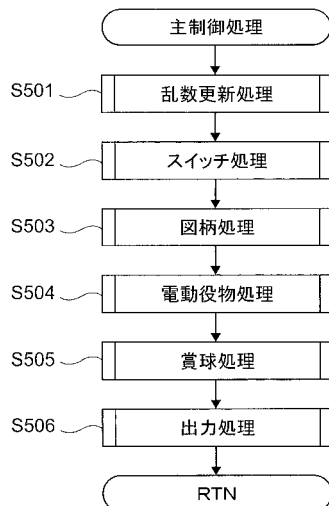 主制御処理
S501 乱数更新処理
S502 スイッチ処理
S503 図柄処理
S504 電動役物処理
S505 賞球処理
S506 出力処理
RTN